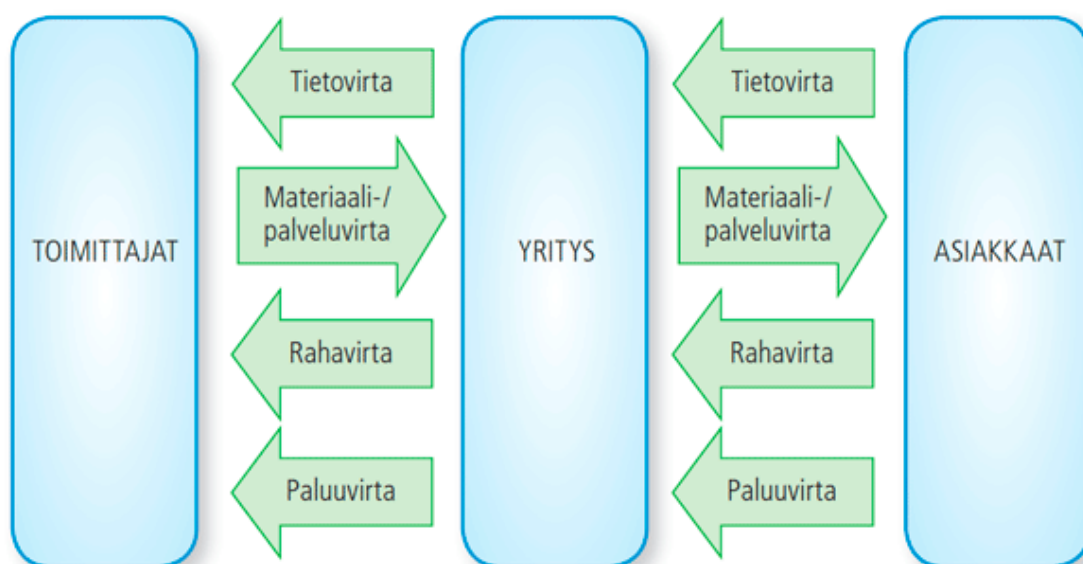 Tietovirta
Tietovirta
Materiaali-/
palveluvirta
Materiaali-/
palveluvirta
TOIMITTAJAT
YRITYS
ASIAKKAAT
Rahavirta
Rahavirta
Paluuvirta
Paluuvirta